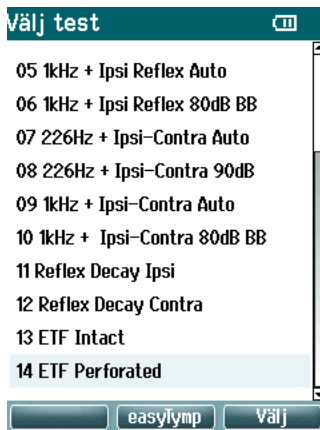 Välj test
05 1kHz + Ipsi Reflex Auto
06 1kHz + Ipsi Reflex 80dB BB
07 226Hz + Ipsi-Contra Auto
08 226Hz + Ipsi-Contra 90dB
09 1kHz + Ipsi-Contra Auto
10 1kHz + Ipsi-Contra 80dB BB
11 Reflex Decay Ipsi
12 Reflex Decay Contra
13 ETF Intact
14 ETF Perforated
easyTymp Välj